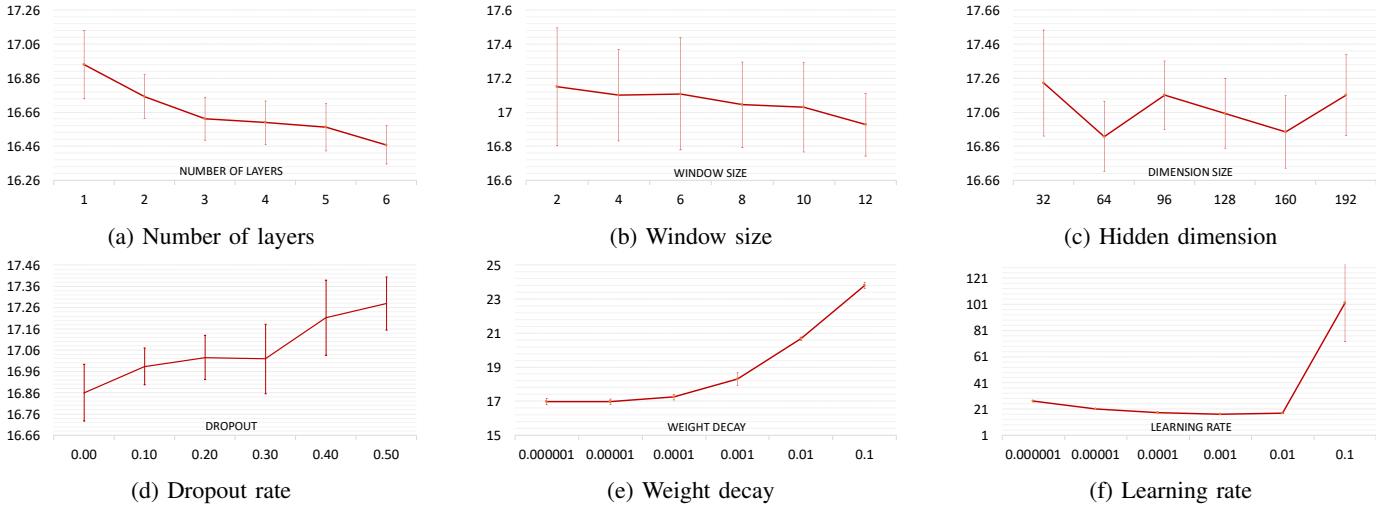 17.26
17.06
16.86
16.66
16.46
16.26
NUMBER OF LAYERS
1 2 3 4 5 6
(a) Number of layers
17.6
17.4
17.2
17
16.8
16.6
WINDOW SIZE
2 4 6 8 10 12
(b) Window size
17.66
17.46
17.26
17.06
16.86
16.66
DIMENSION SIZE
32 64 96 128 160 192
(c) Hidden dimension
17.46
17.36
17.26
17.16
17.06
16.96
16.86
16.76
16.66
DROPOUT
0.00 0.10 0.20 0.30 0.40 0.50
(d) Dropout rate
25
23
21
19
17
15
WEIGHT DECAY
0.000001 0.00001 0.0001 0.001 0.01 0.1
(e) Weight decay
121
101
81
61
41
21
1
LEARNING RATE
0.000001 0.00001 0.0001 0.001 0.01 0.1
(f) Learning rate